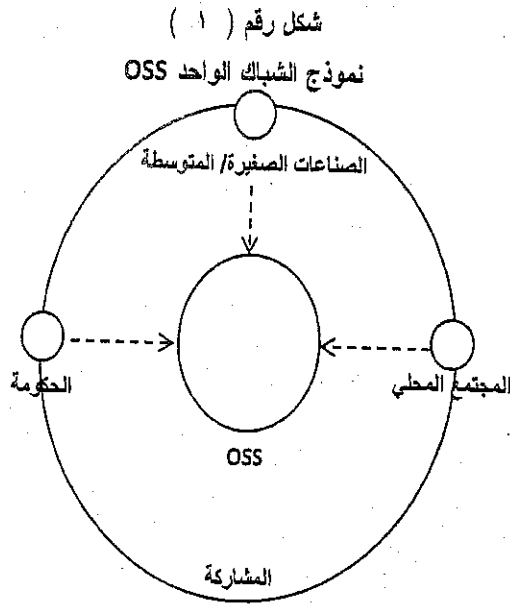 شكل رقم ( ١ )
نموذج الشباك الواحد OSS
الصناعات الصغيرة/ المتوسطة
الحكومة
المجتمع المحلي
OSS
المشاركة